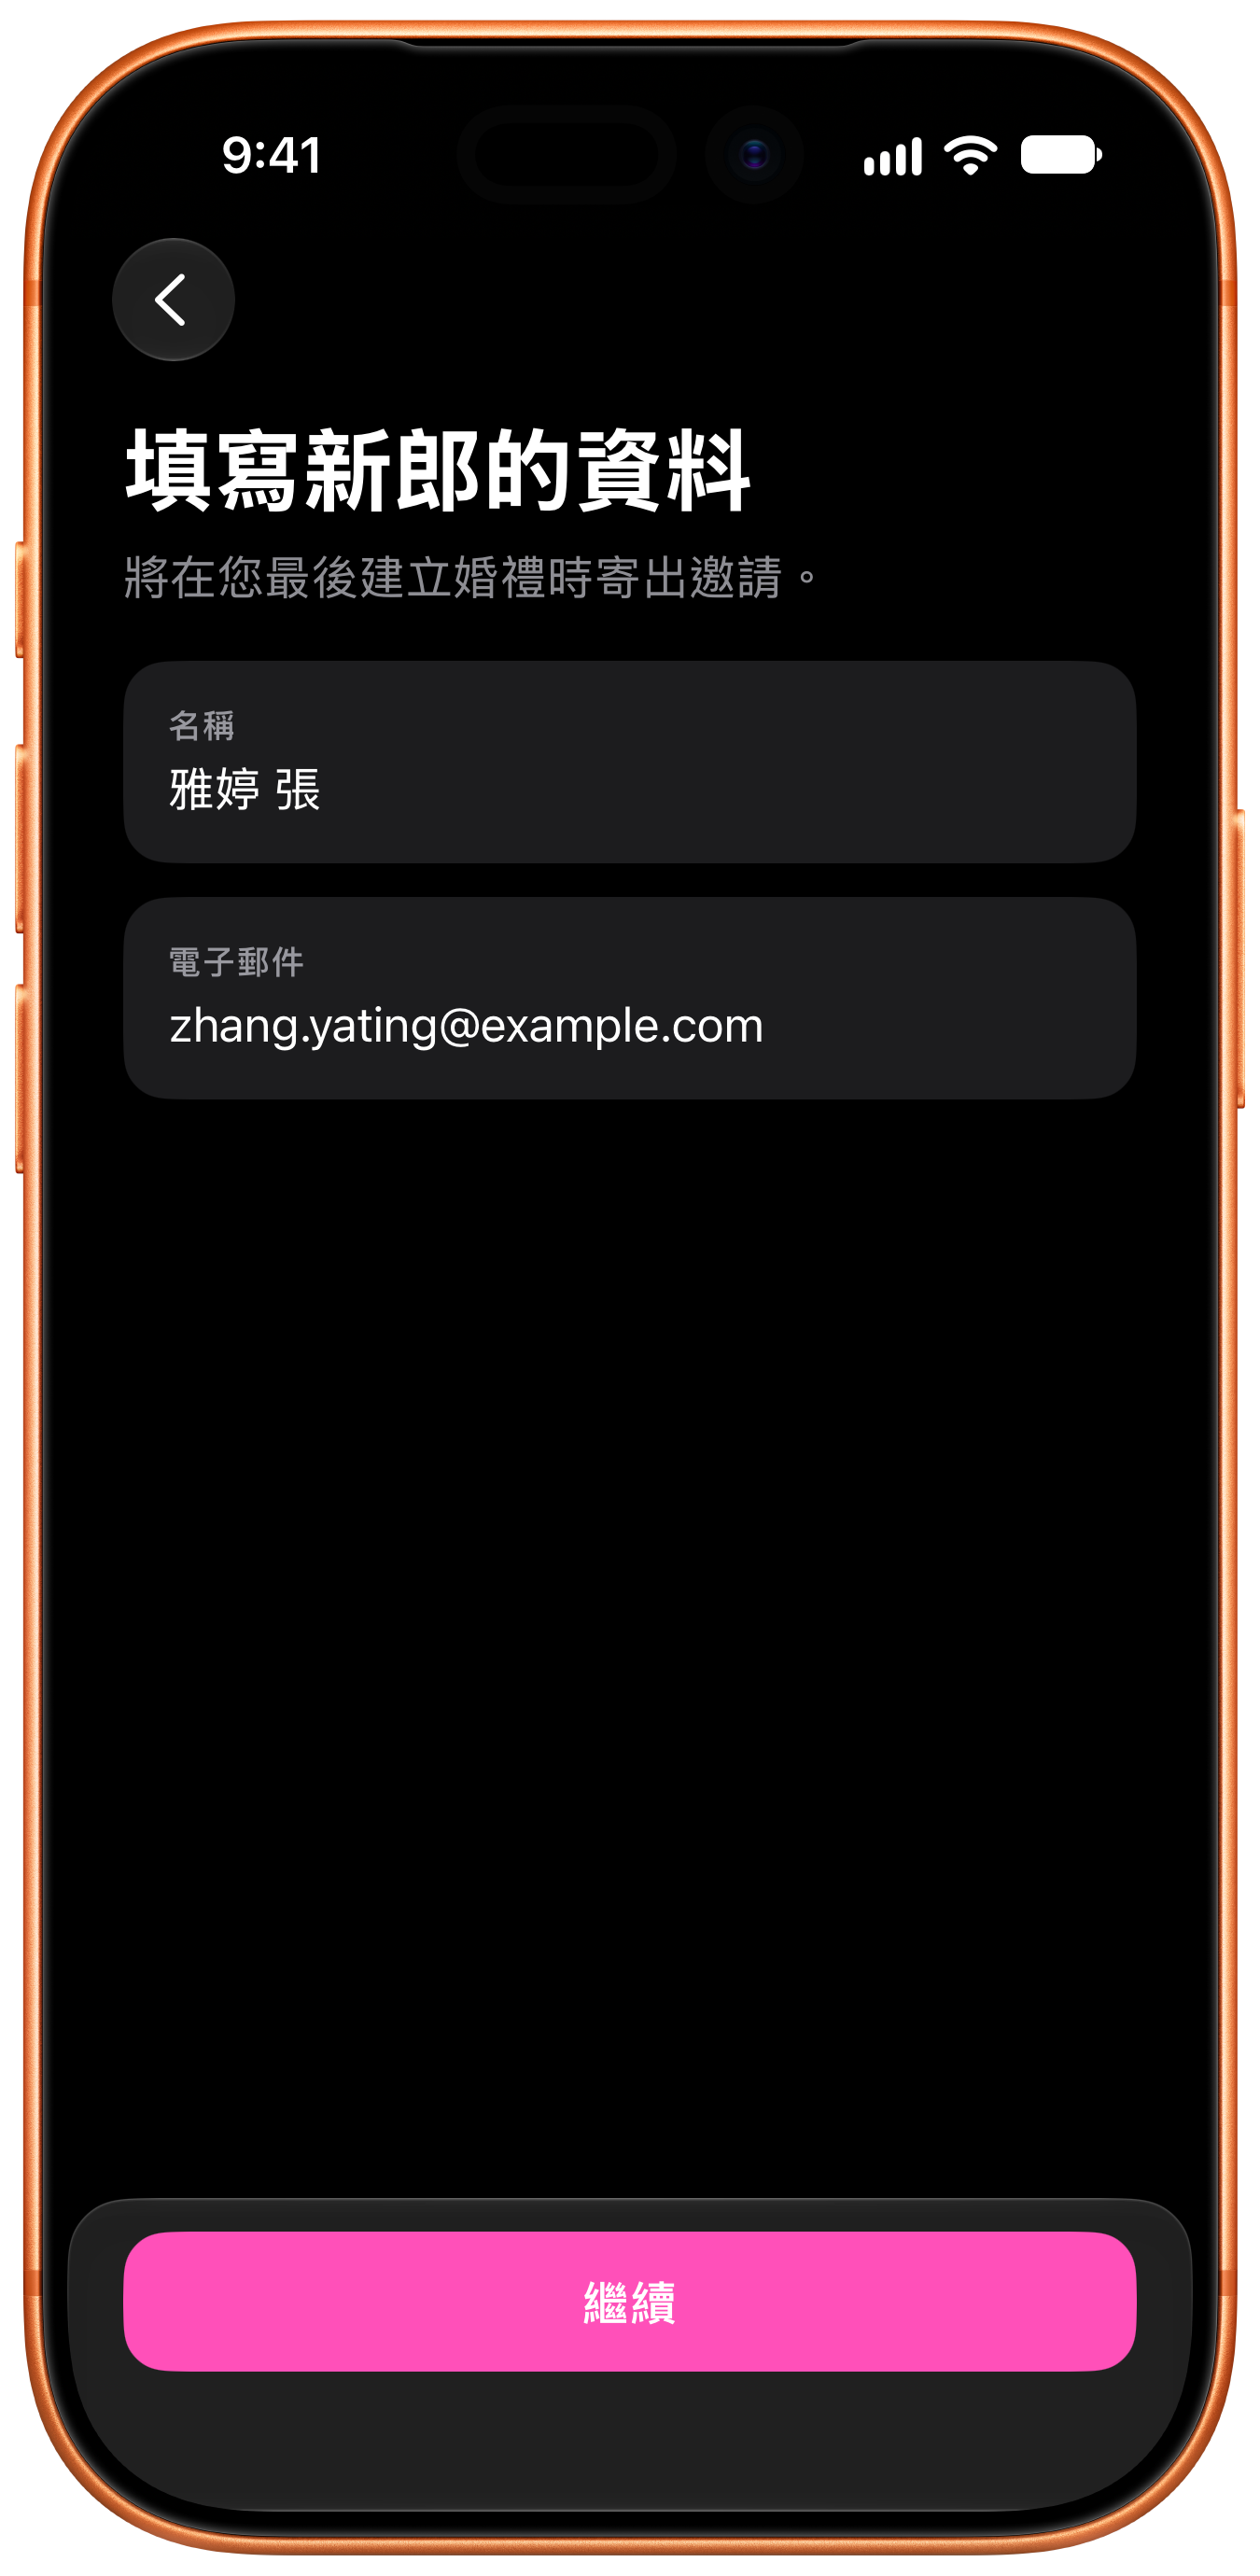 9:41
填寫新郎的資料
將在您最後建立婚禮時寄出邀請。
名稱
雅婷 張
電子郵件
zhang.yating@example.com
繼續